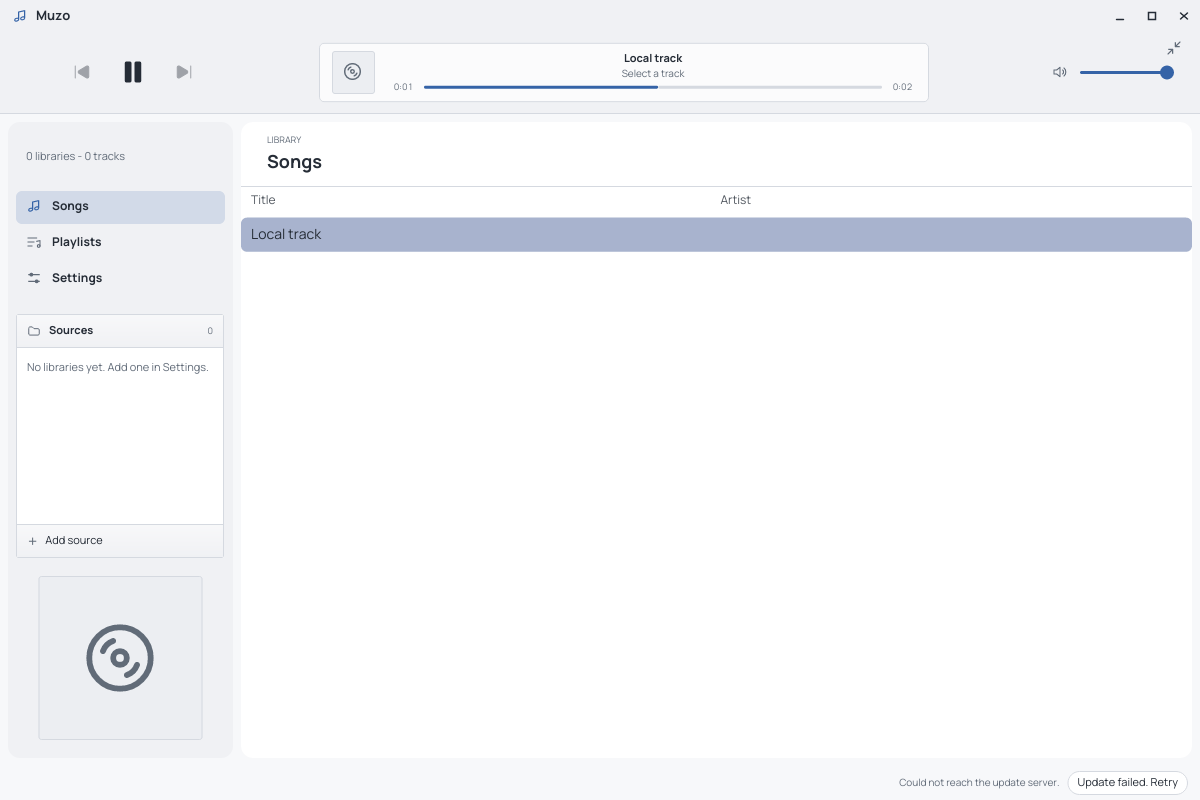 Muzo
Local track
Select a track
0:01
0:02
0 libraries - 0 tracks
Songs
Playlists
Settings
Sources
0
No libraries yet. Add one in Settings.
Add source
LIBRARY
Songs
Title
Artist
Local track
Could not reach the update server.
Update failed. Retry